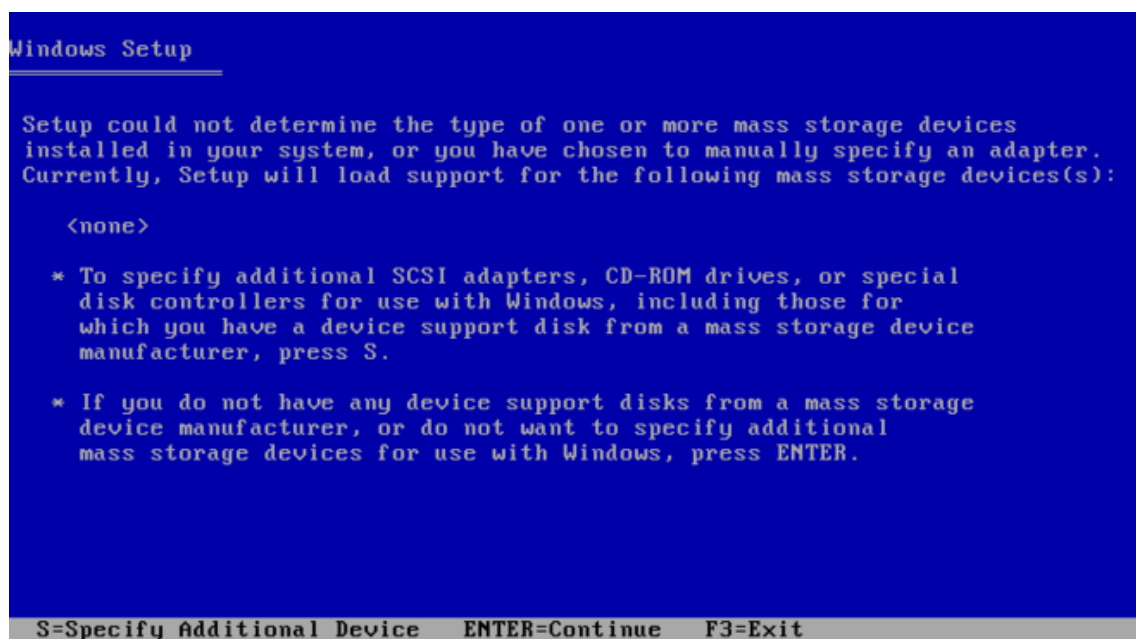 Windows Setup
Setup could not determine the type of one or more mass storage devices
installed in your system, or you have chosen to manually specify an adapter.
Currently, Setup will load support for the following mass storage devices(s):
<none>
* To specify additional SCSI adapters, CD-ROM drives, or special
disk controllers for use with Windows, including those for
which you have a device support disk from a mass storage device
manufacturer, press S.
* If you do not have any device support disks from a mass storage
device manufacturer, or do not want to specify additional
mass storage devices for use with Windows, press ENTER.
S=Specify Additional Device ENTER=Continue F3=Exit